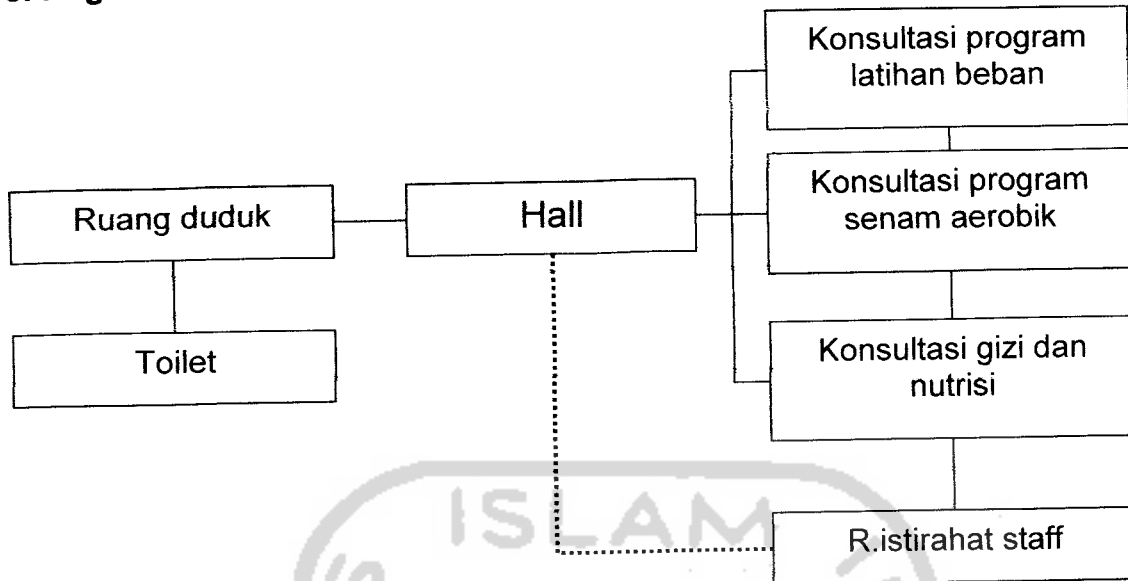 Konsultasi program
latihan beban
Konsultasi program
senam aerobik
Ruang duduk
Hall
Toilet
Konsultasi gizi dan
nutrisi
ISLAM
R.istirahat staff